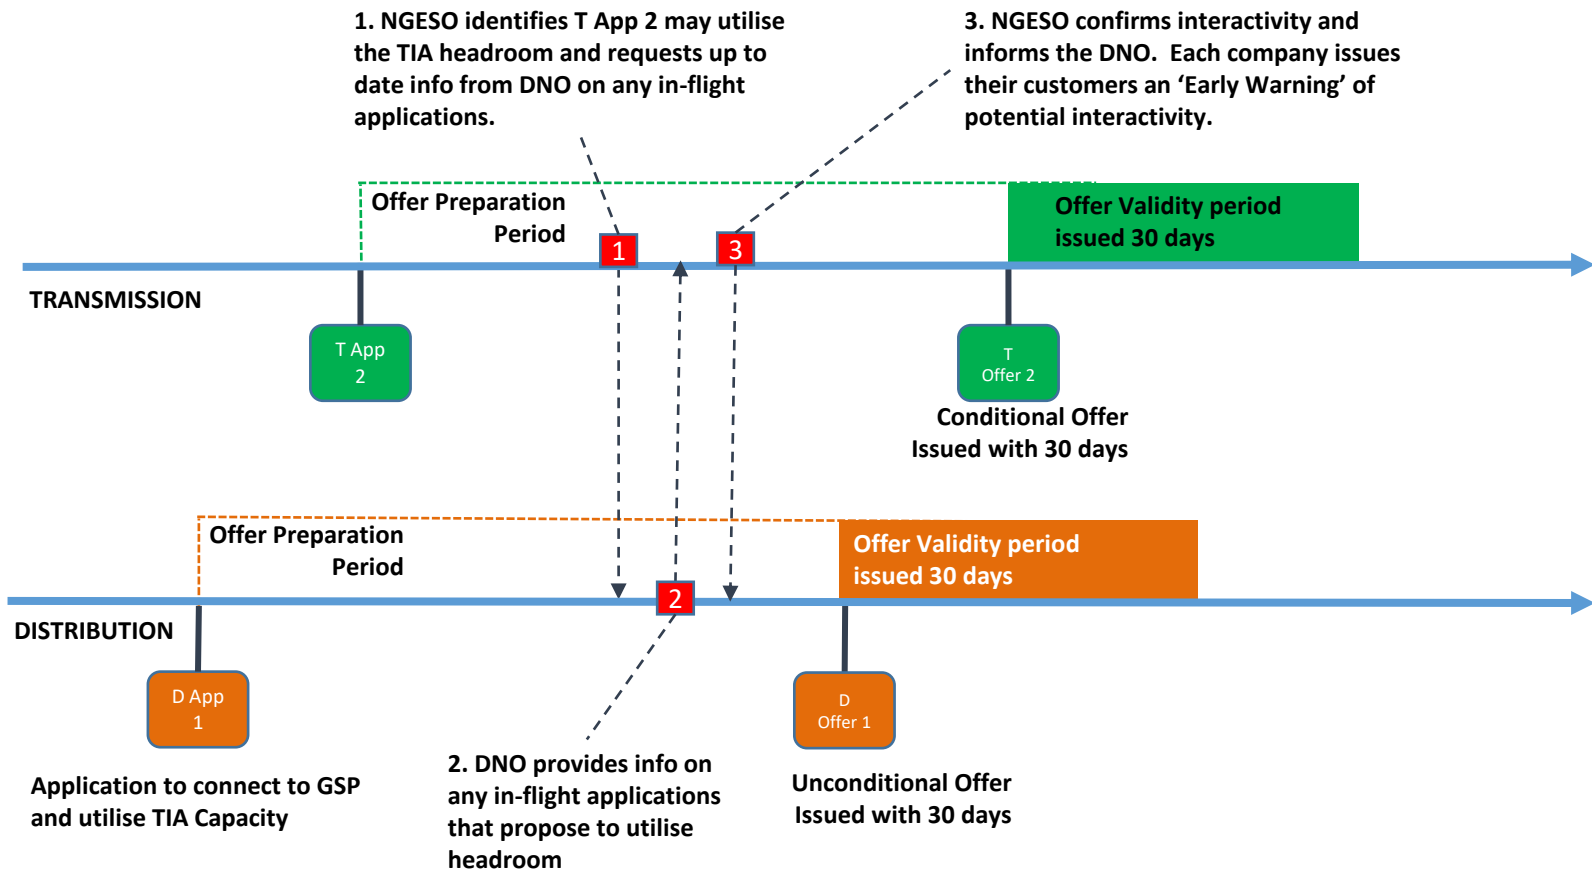 1. NGESO identifies T App 2 may utilise
the TIA headroom and requests up to
date info from DNO on any in-flight
applications.
3. NGESO confirms interactivity and
informs the DNO.  Each company issues
their customers an ‘Early Warning’ of
potential interactivity.
Offer Preparation
Period
1
3
Offer Validity period
issued 30 days
TRANSMISSION
T App
2
T
Offer 2
Conditional Offer
Issued with 30 days
Offer Preparation
Period
Offer Validity period
issued 30 days
2
DISTRIBUTION
D App
1
D
Offer 1
Application to connect to GSP
and utilise TIA Capacity
2. DNO provides info on
any in-flight applications
that propose to utilise
headroom
Unconditional Offer
Issued with 30 days